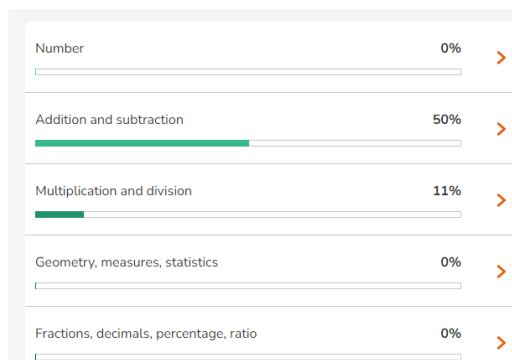 Number 0%
Addition and subtraction 50%
Multiplication and division 11%
Geometry, measures, statistics 0%
Fractions, decimals, percentage, ratio 0%